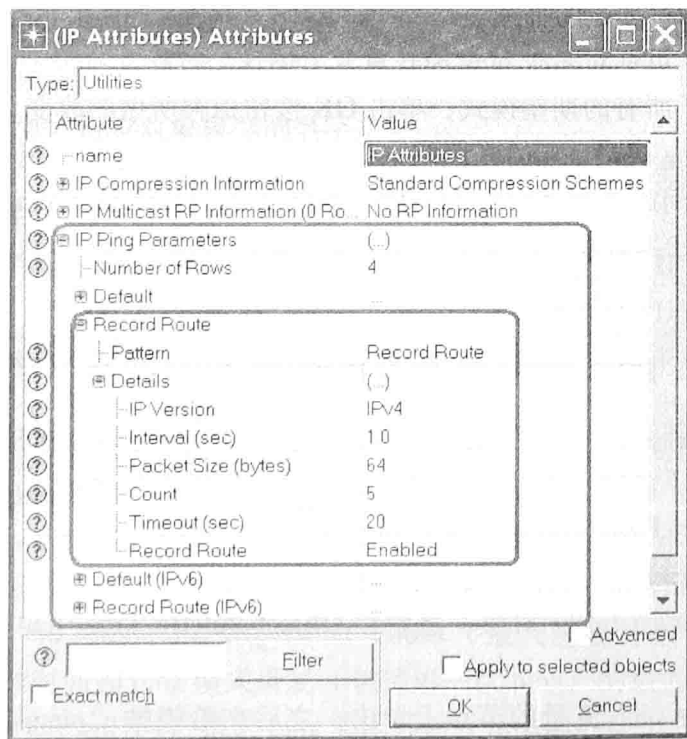 (IP Attributes) Attributes
Type: Utilities
Attribute Value
name IP Attributes
IP Compression Information Standard Compression Schemes
IP Multicast RP Information (0 Ro... No RP Information
IP Ping Parameters (...)
Number of Rows 4
Default ...
Record Route
Pattern Record Route
Details (...)
IP Version IPv4
Interval (sec) 1.0
Packet Size (bytes) 64
Count 5
Timeout (sec) 20
Record Route Enabled
Default (IPv6) ...
Record Route (IPv6) ...
Advanced
Filter
Apply to selected objects
Exact match
OK Cancel